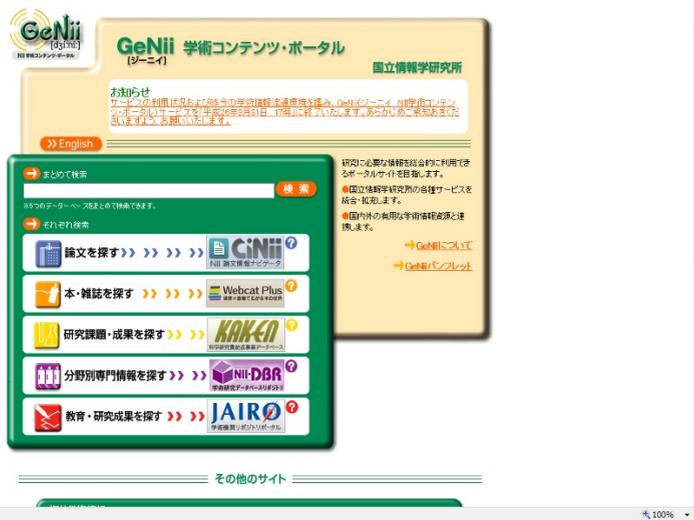 GeNii
[dʒí:ni:]
NII 学術コンテンツ・ポータル
GeNii 学術コンテンツ・ポータル
[ジーニイ]
国立情報学研究所
お知らせ
サービスの利用状況および昨今の学術情報流通環境を鑑み、GeNii(ジーニイ NII学術コンテン
ツ・ポータル)サービスを「平成26年3月31日 17時」に終了いたします。あらかじめご承知おきくだ
さいますよう、お願いいたします。
English
まとめて検索
検索
※5つのデータベースをまとめて検索できます。
それぞれ検索
論文を探す CiNii ?
NII 論文情報ナビゲータ
本・雑誌を探す Webcat Plus ?
連想×書棚で広がる本の世界
研究課題・成果を探す KAKEN ?
科学研究費助成事業データベース
分野別専門情報を探す NII-DBR ?
学術研究データベースリポジトリ
教育・研究成果を探す JAIRO ?
学術機関リポジトリポータル
研究に必要な情報を総合的に利用でき
るポータルサイトを目指します。
●国立情報学研究所の各種サービスを
統合・拡充します。
●国内外の有用な学術情報資源と連
携します。
GeNiiについて
GeNiiパンフレット
その他のサイト
100%